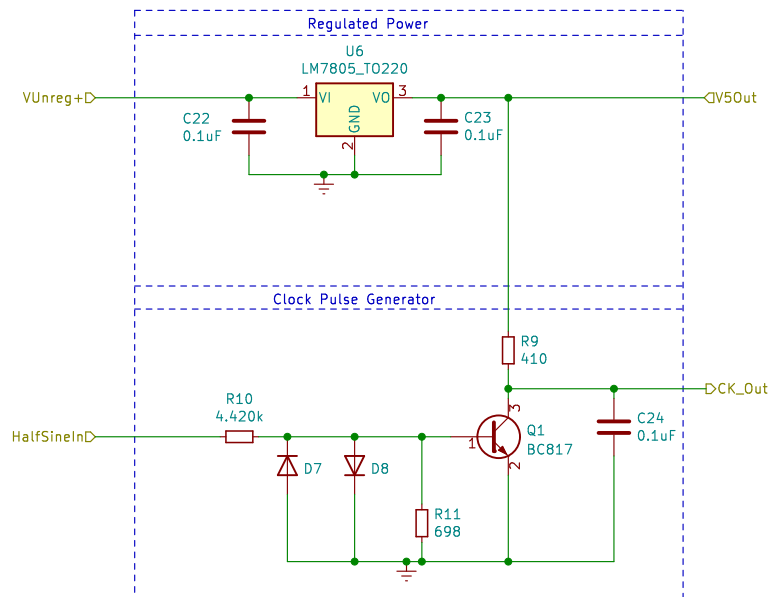 Regulated Power
U6
LM7805_TO220
VUnreg+
1
VI
VO
3
V5Out
GND
2
C22
0.1uF
C23
0.1uF
Clock Pulse Generator
R9
410
CK_Out
R10
4.420k
HalfSineIn
3
1
2
Q1
BC817
C24
0.1uF
D7
D8
R11
698